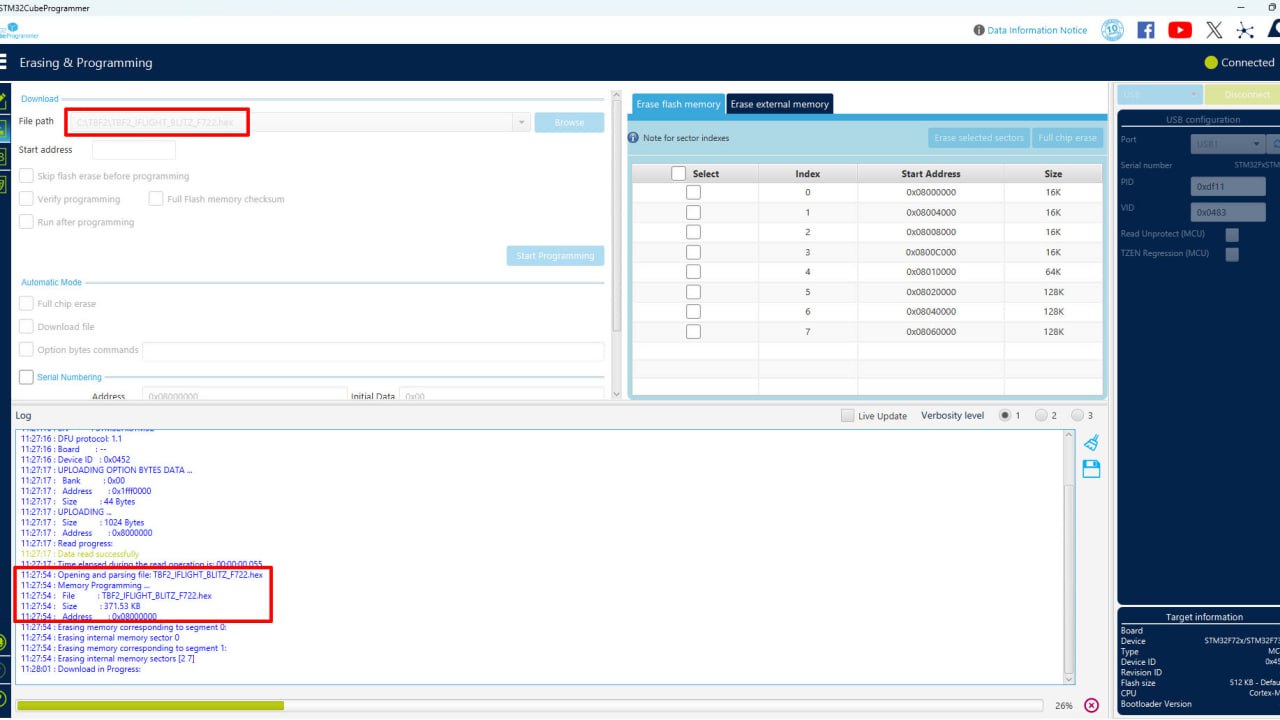 STM32CubeProgrammer
Data Information Notice
Erasing & Programming
Connected
Download
File path C:\TBF2\TBF2_IFLIGHT_BLITZ_F722.hex Browse
Start address
Skip flash erase before programming
Verify programming Full Flash memory checksum
Run after programming
Start Programming
Automatic Mode
Full chip erase
Download file
Option bytes commands
Serial Numbering
Address 0x08000000 Initial Data 0x00
Erase flash memory Erase external memory
Note for sector indexes Erase selected sectors Full chip erase
Select Index Start Address Size
0 0x08000000 16K
1 0x08004000 16K
2 0x08008000 16K
3 0x0800C000 16K
4 0x08010000 64K
5 0x08020000 128K
6 0x08040000 128K
7 0x08060000 128K
USB Disconnect
USB configuration
Port USB1
Serial number STM32FxSTM
PID 0xdf11
VID 0x0483
Read Unprotect (MCU)
TZEN Regression (MCU)
Log Live Update Verbosity level 1 2 3
11:27:16 : DFU protocol: 1.1
11:27:16 : Board : --
11:27:16 : Device ID : 0x0452
11:27:17 : UPLOADING OPTION BYTES DATA ...
11:27:17 : Bank : 0x00
11:27:17 : Address : 0x1fff0000
11:27:17 : Size : 44 Bytes
11:27:17 : UPLOADING ...
11:27:17 : Size : 1024 Bytes
11:27:17 : Address : 0x8000000
11:27:17 : Read progress:
11:27:17 : Data read successfully
11:27:17 : Time elapsed during the read operation is: 00:00:00.055
11:27:54 : Opening and parsing file: TBF2_IFLIGHT_BLITZ_F722.hex
11:27:54 : Memory Programming ...
11:27:54 : File : TBF2_IFLIGHT_BLITZ_F722.hex
11:27:54 : Size : 371.53 KB
11:27:54 : Address : 0x08000000
11:27:54 : Erasing memory corresponding to segment 0:
11:27:54 : Erasing internal memory sector 0
11:27:54 : Erasing memory corresponding to segment 1:
11:27:54 : Erasing internal memory sectors [2 7]
11:28:01 : Download in Progress:
26%
Target information
Board
Device STM32F72x/STM32F73
Type MC
Device ID 0x45
Revision ID
Flash size 512 KB - Defau
CPU Cortex-M
Bootloader Version